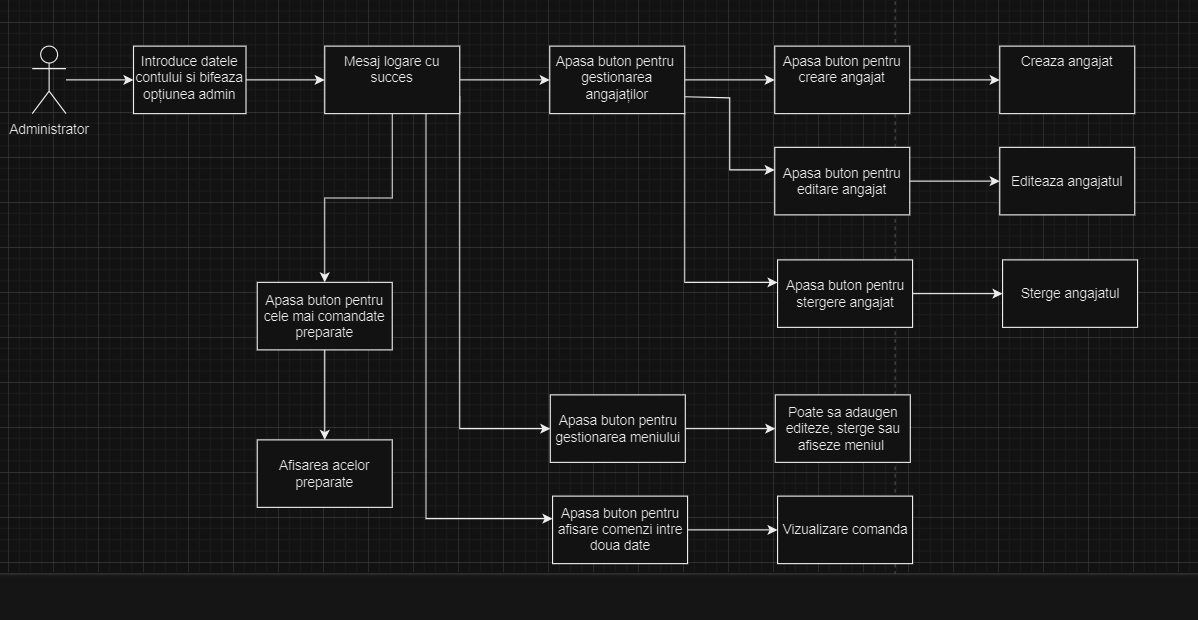 Administrator
Introduce datele
contului si bifeaza
opțiunea admin
Mesaj logare cu
succes
Apasa buton pentru
gestionarea
angajaților
Apasa buton pentru
creare angajat
Creaza angajat
Apasa buton pentru
editare angajat
Editeaza angajatul
Apasa buton pentru
stergere angajat
Sterge angajatul
Apasa buton pentru
cele mai comandate
preparate
Afisarea acelor
preparate
Apasa buton pentru
gestionarea meniului
Poate sa adaugen
editeze, sterge sau
afiseze meniul
Apasa buton pentru
afisare comenzi intre
doua date
Vizualizare comanda